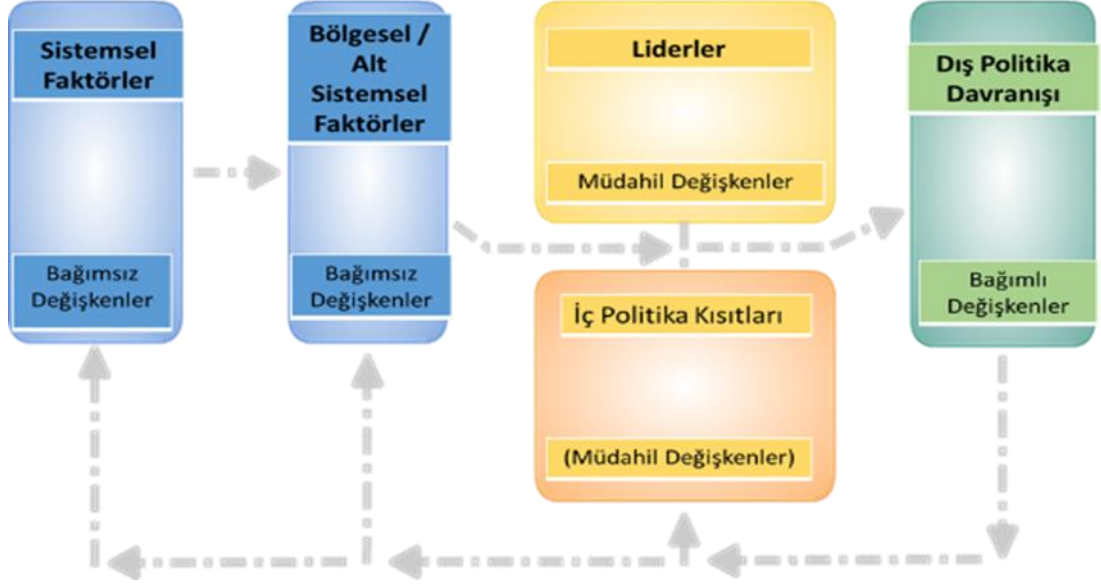 Sistemsel
Faktörler
Bağımsız
Değişkenler
Bölgesel /
Alt
Sistemsel
Faktörler
Bağımsız
Değişkenler
Liderler
Müdahil Değişkenler
İç Politika Kısıtları
(Müdahil Değişkenler)
Dış Politika
Davranışı
Bağımlı
Değişkenler